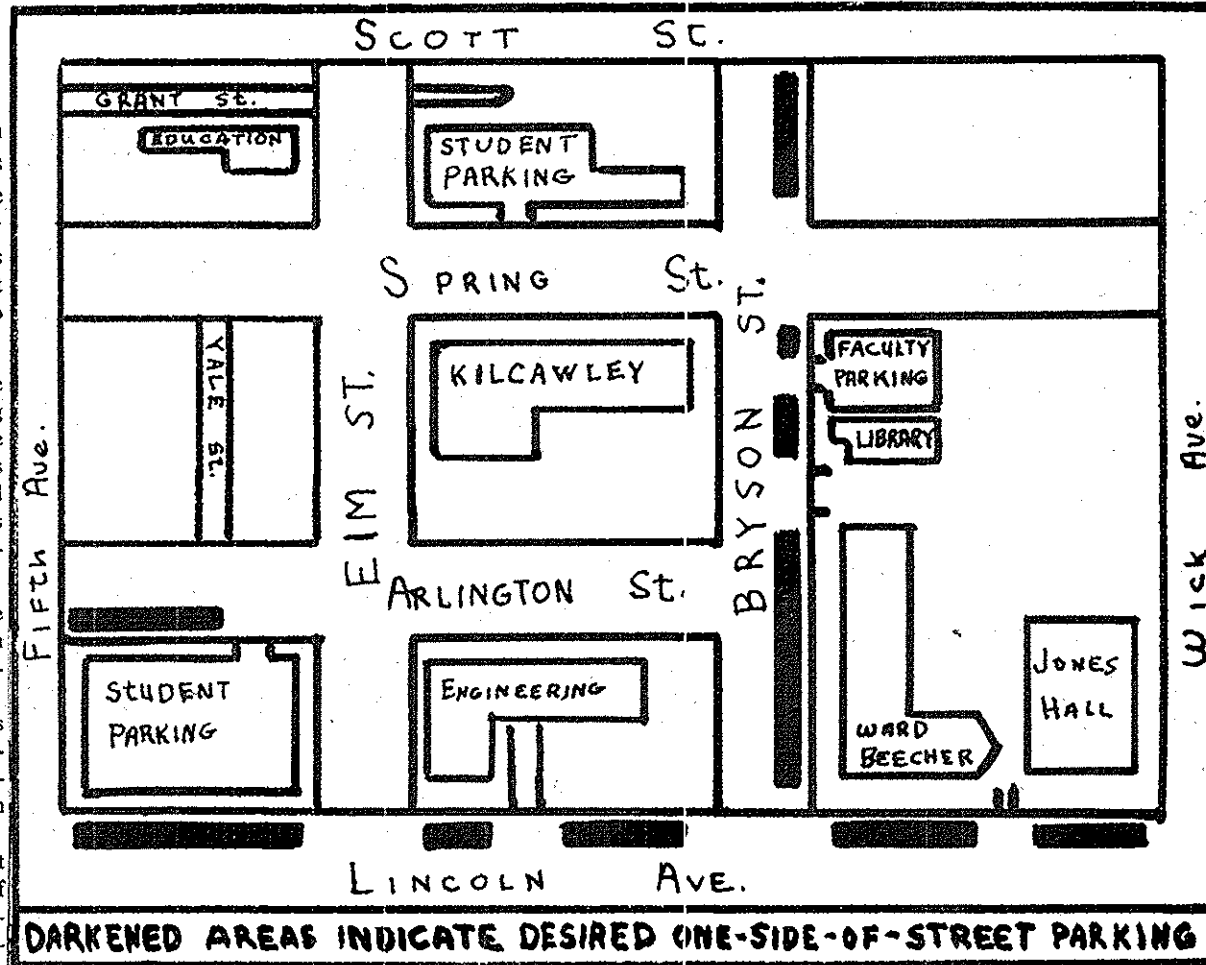 SCOTT ST.
GRANT St.
EDUCATION
STUDENT
PARKING
SPRING St.
FIFTH Ave.
YALE St.
ElM ST.
KILCAWLEY
BRYSON ST.
FACULTY
PARKING
LIBRARY
WICK Ave.
ARLINGTON St.
STUDENT
PARKING
ENGINEERING
WARD
BEECHER
JONES
HALL
LINCOLN AVE.
DARKENED AREAS INDICATE DESIRED ONE-SIDE-OF-STREET PARKING